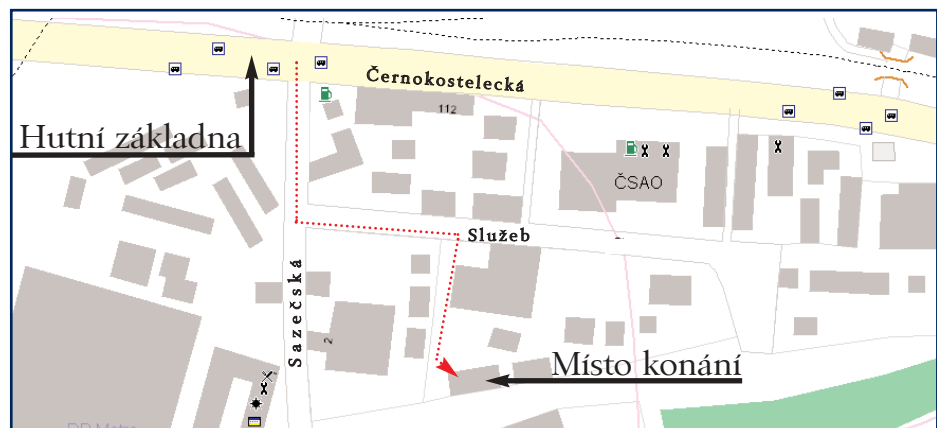 Černokostelecká
112
Hutní základna
ČSAO
Služeb
Sazečská
2
Místo konání